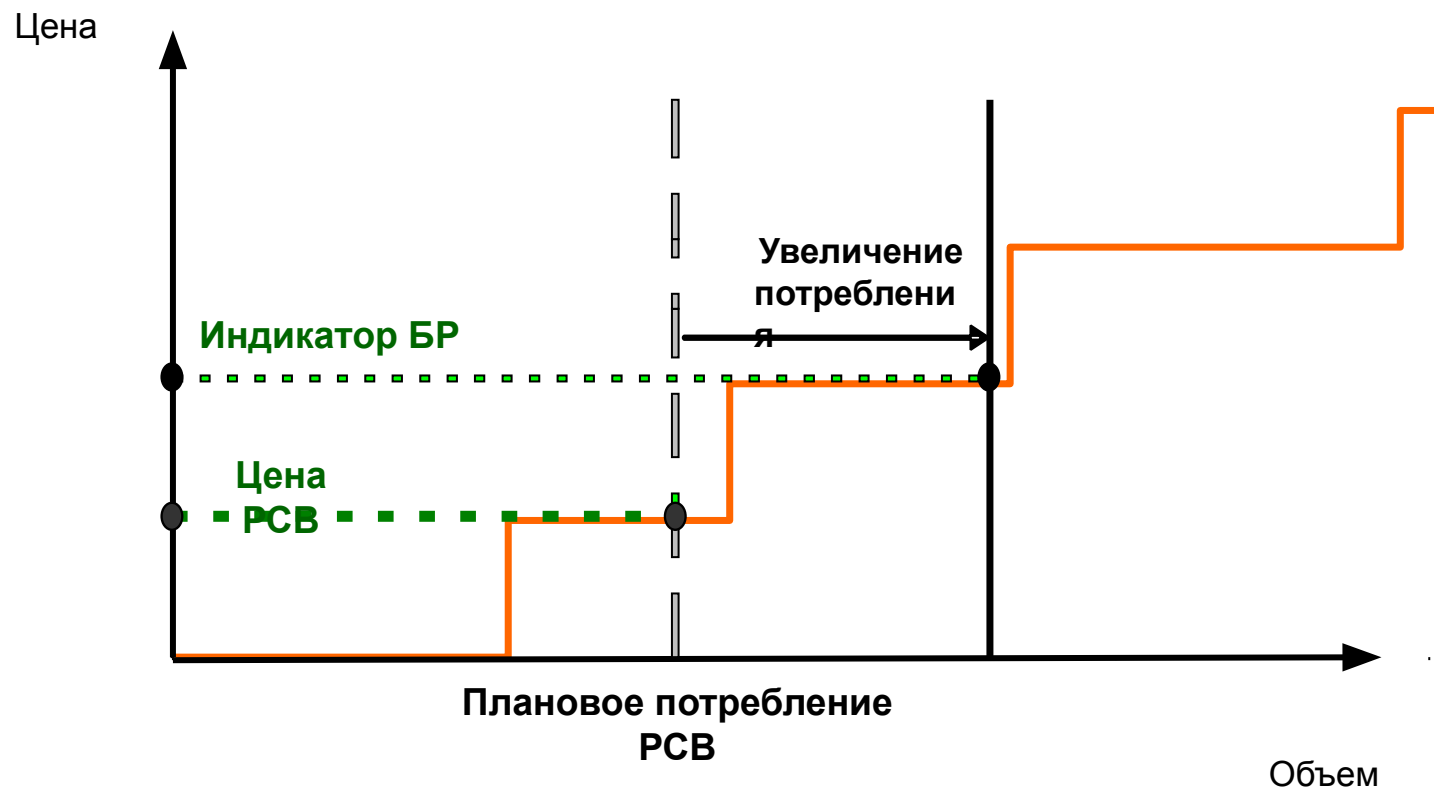 Цена
Увеличение
потреблени
я
Индикатор БР
Цена
РСВ
Плановое потребление
РСВ
Объем